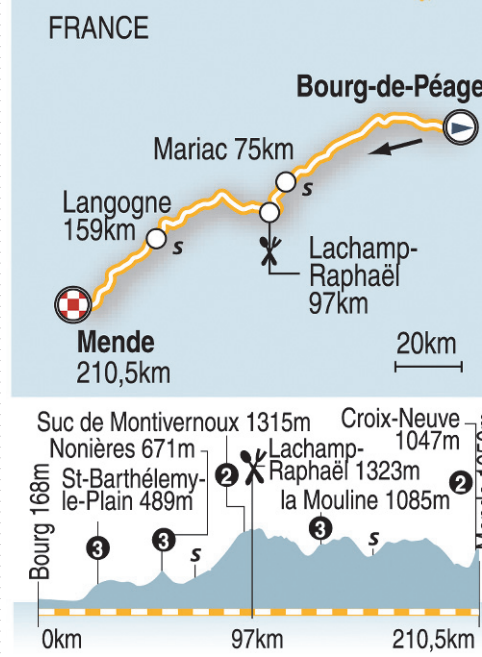 FRANCE
Bourg-de-Péage
Mariac 75km
s
Langogne
159km
s
Lachamp-
Raphaël
97km
Mende
210,5km
20km
Suc de Montivernoux 1315m
Croix-Neuve
1047m
Nonières 671m
Lachamp-
Raphaël 1323m
St-Barthélemy-
le-Plain 489m
la Mouline 1085m
Bourg 168m
2
2
3
3
3
s
s
0km
97km
210,5km